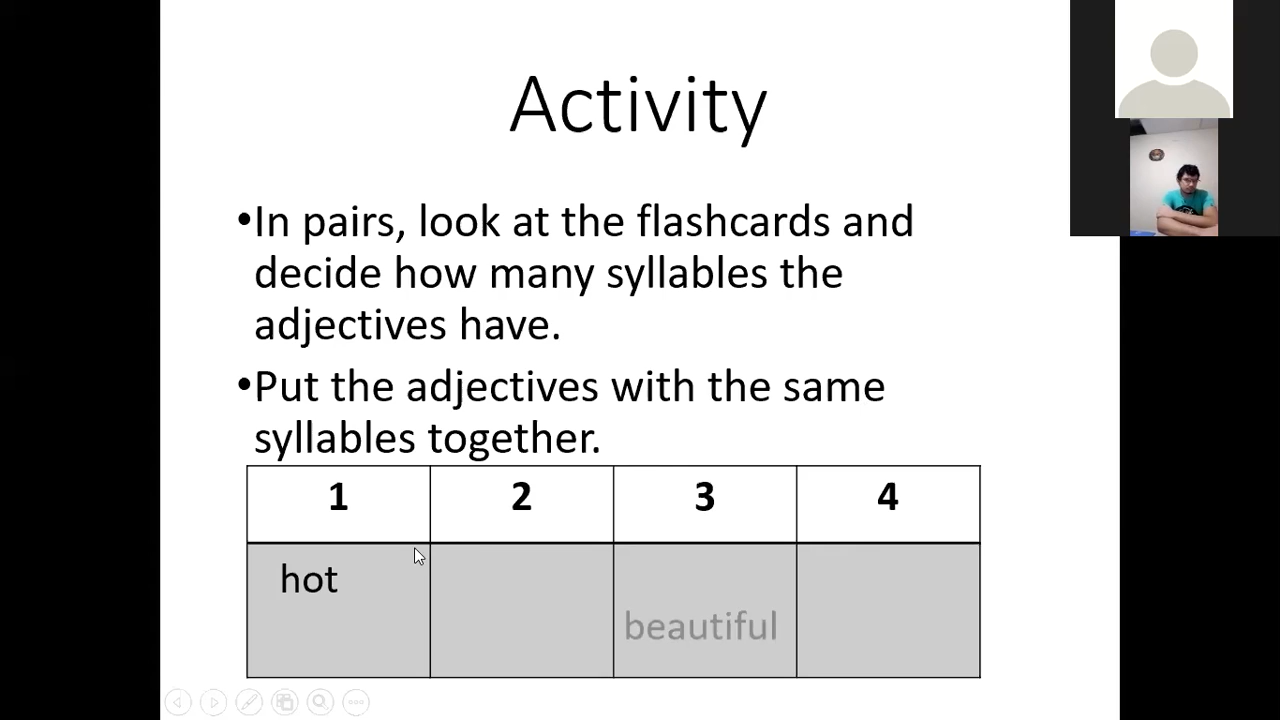 Activity
•In pairs, look at the flashcards and
decide how many syllables the
adjectives have.
•Put the adjectives with the same
syllables together.
1 2 3 4
hot
beautiful